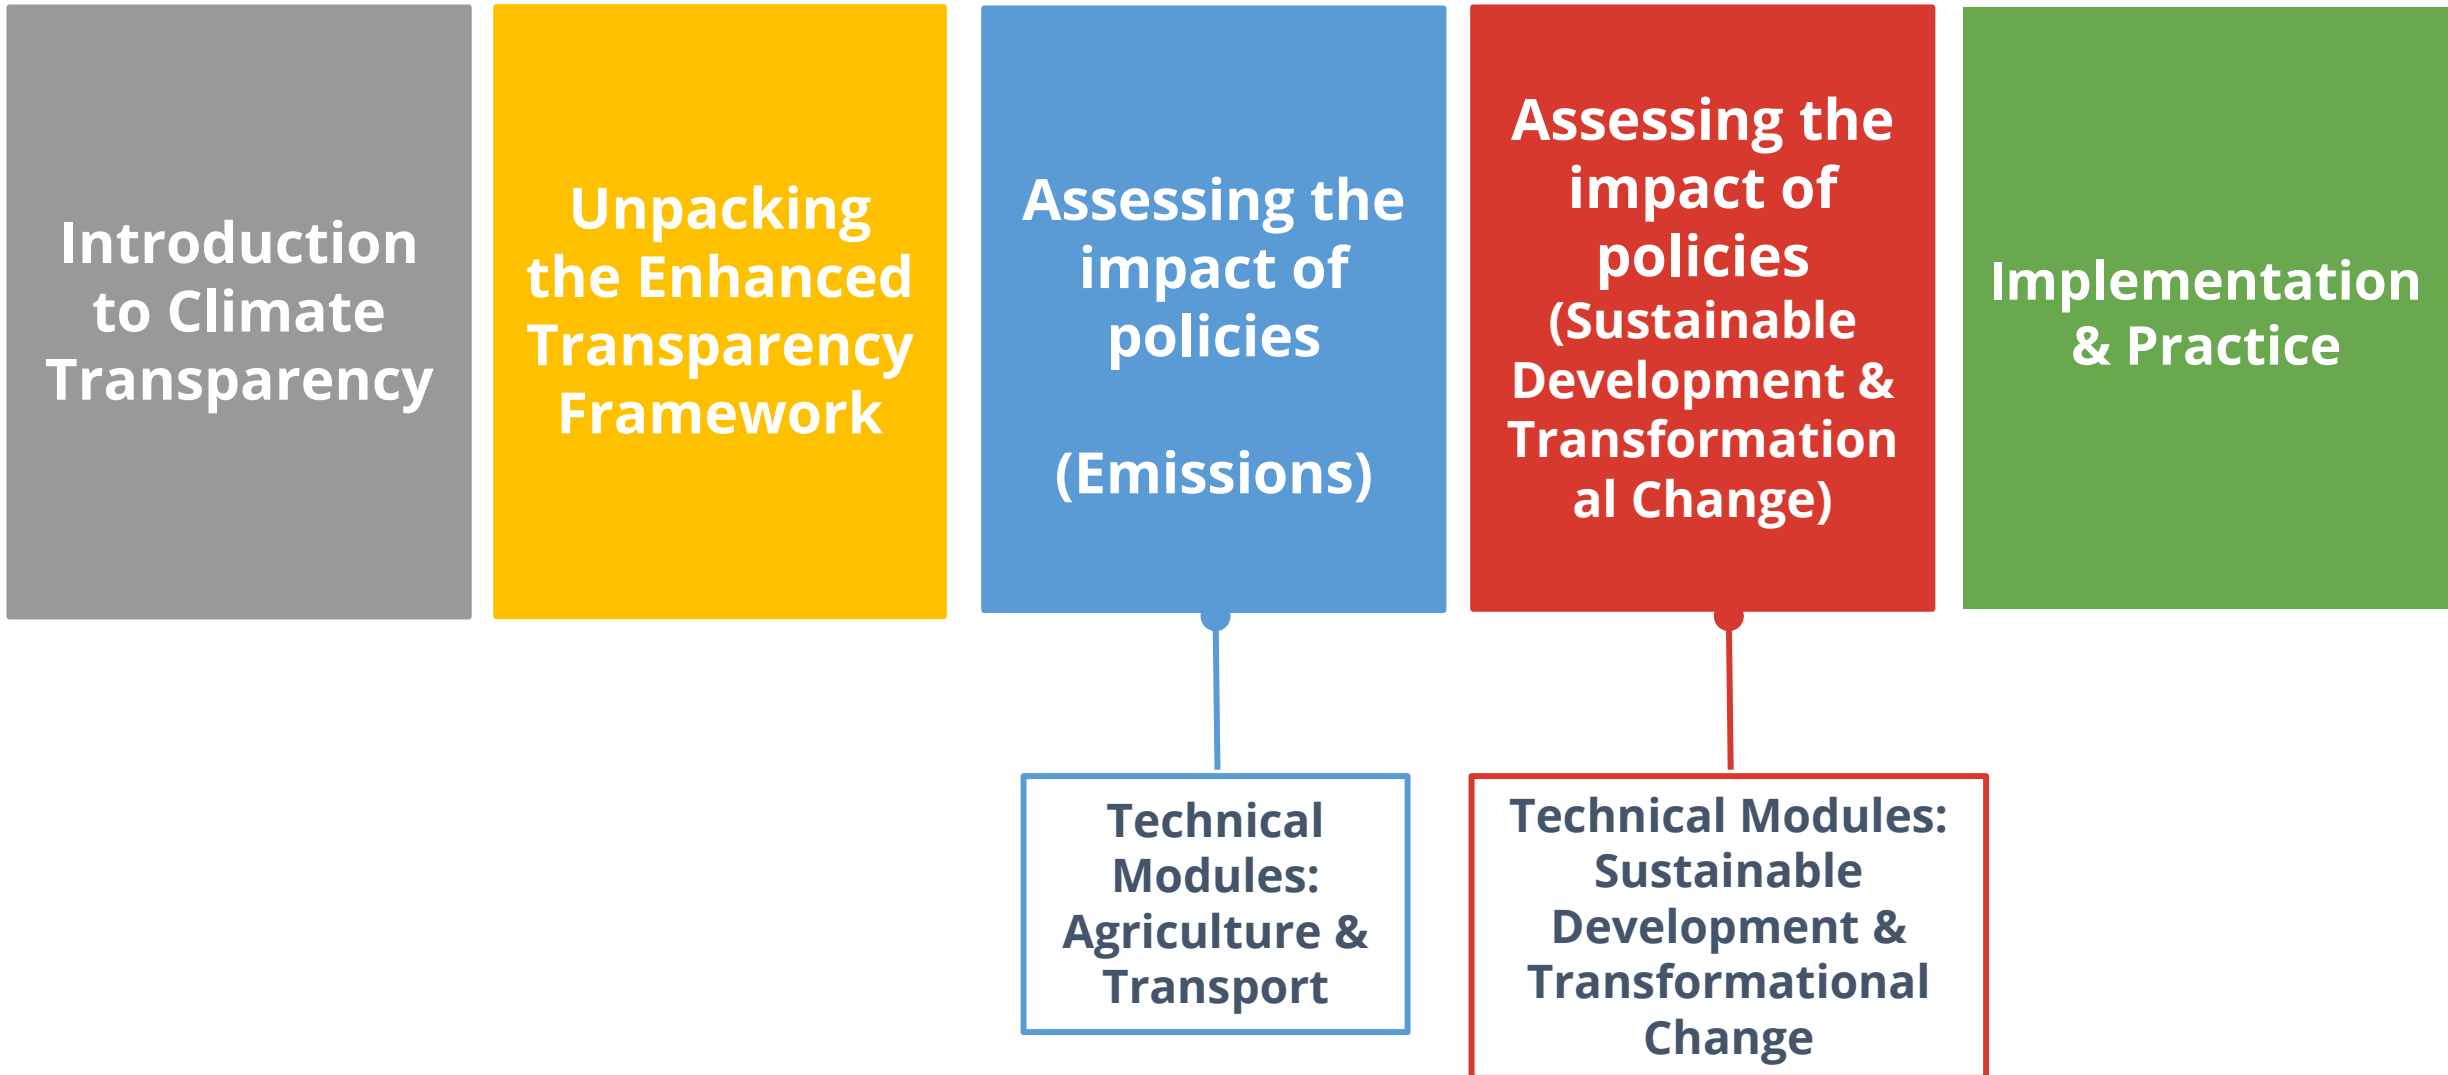 Introduction
to Climate
Transparency
Unpacking
the Enhanced
Transparency
Framework
Assessing the
impact of
policies
(Emissions)
Assessing the
impact of
policies
(Sustainable
Development &
Transformation
al Change)
Implementation
& Practice
Technical
Modules:
Agriculture &
Transport
Technical Modules:
Sustainable
Development &
Transformational
Change